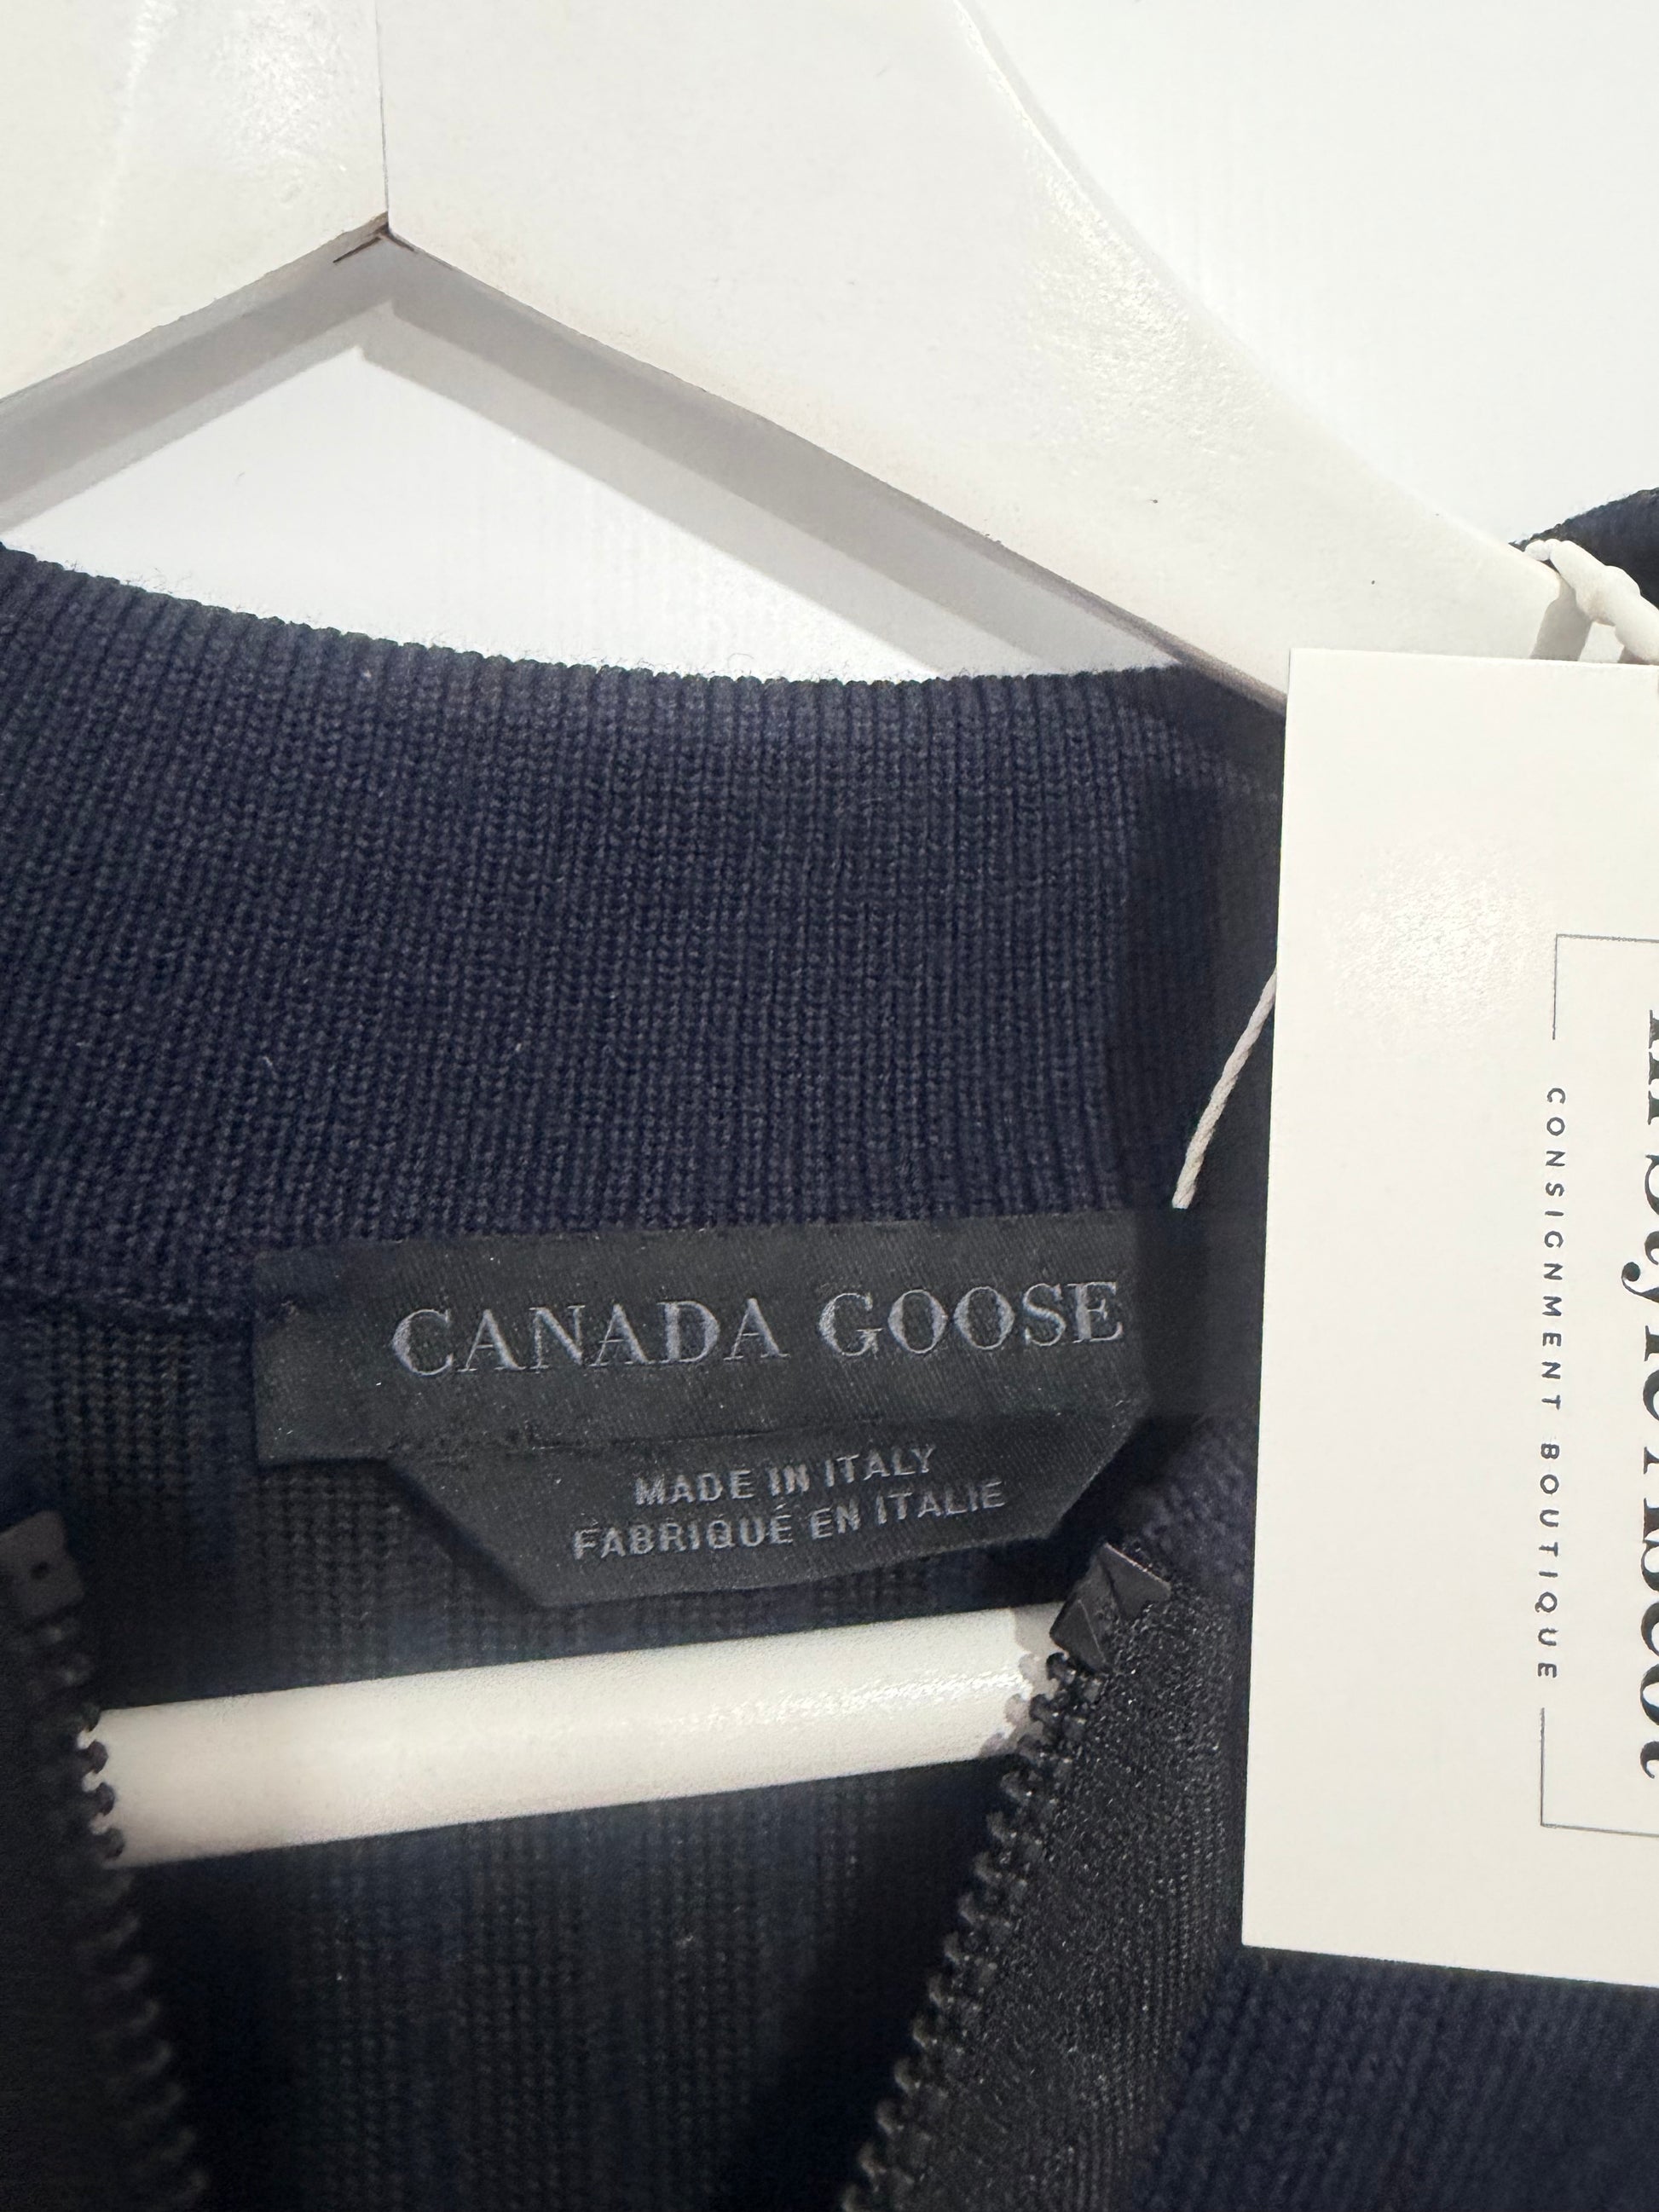 CANADA GOOSE
MADE IN ITALY
FABRIQUÉ EN ITALIE
CONSIGNMENT BOUTIQUE